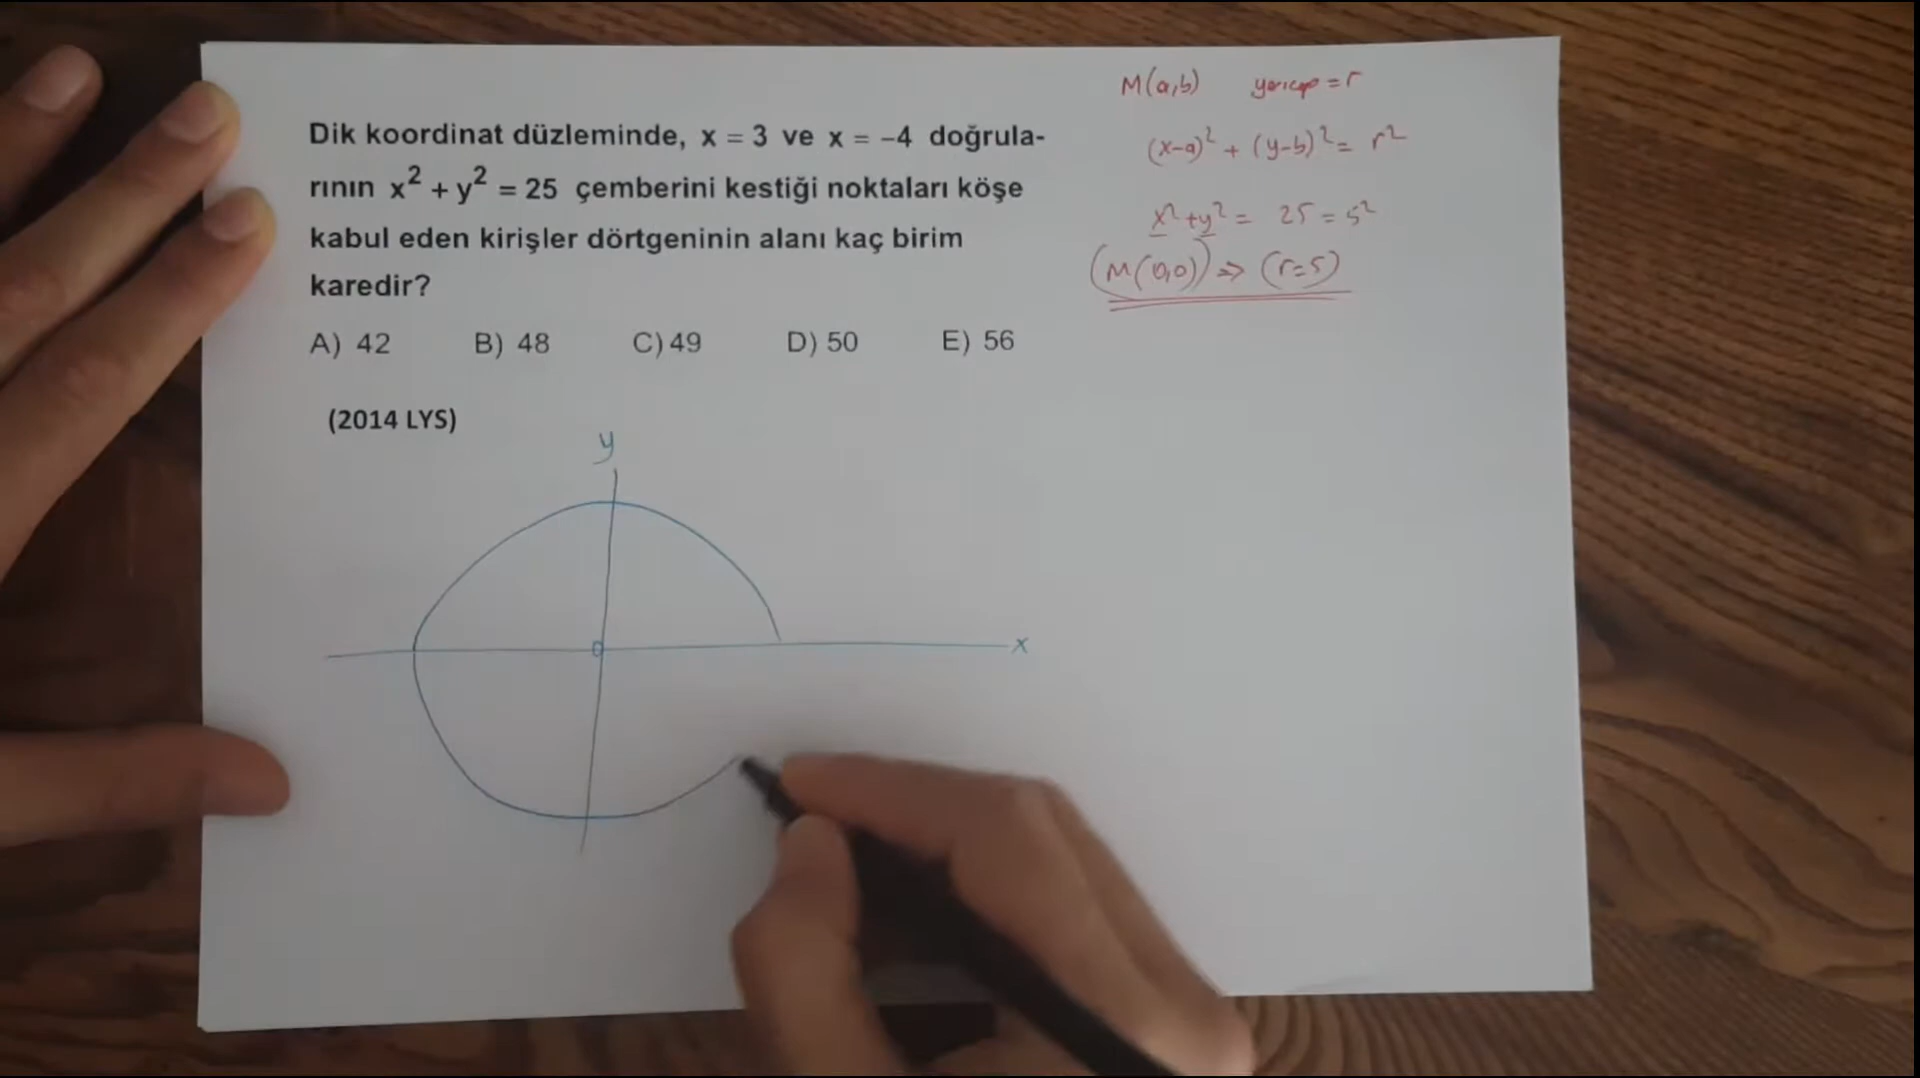 Dik koordinat düzleminde, x = 3 ve x = –4 doğrula-
rının x² + y² = 25 çemberini kestiği noktaları köşe
kabul eden kirişler dörtgeninin alanı kaç birim
karedir?
A) 42 B) 48 C) 49 D) 50 E) 56
(2014 LYS)
M(a,b) yarıçap = r
(x-a)² + (y-b)² = r²
x² + y² = 25 = 5²
(M(0,0)) => (r=5)
y
0
x